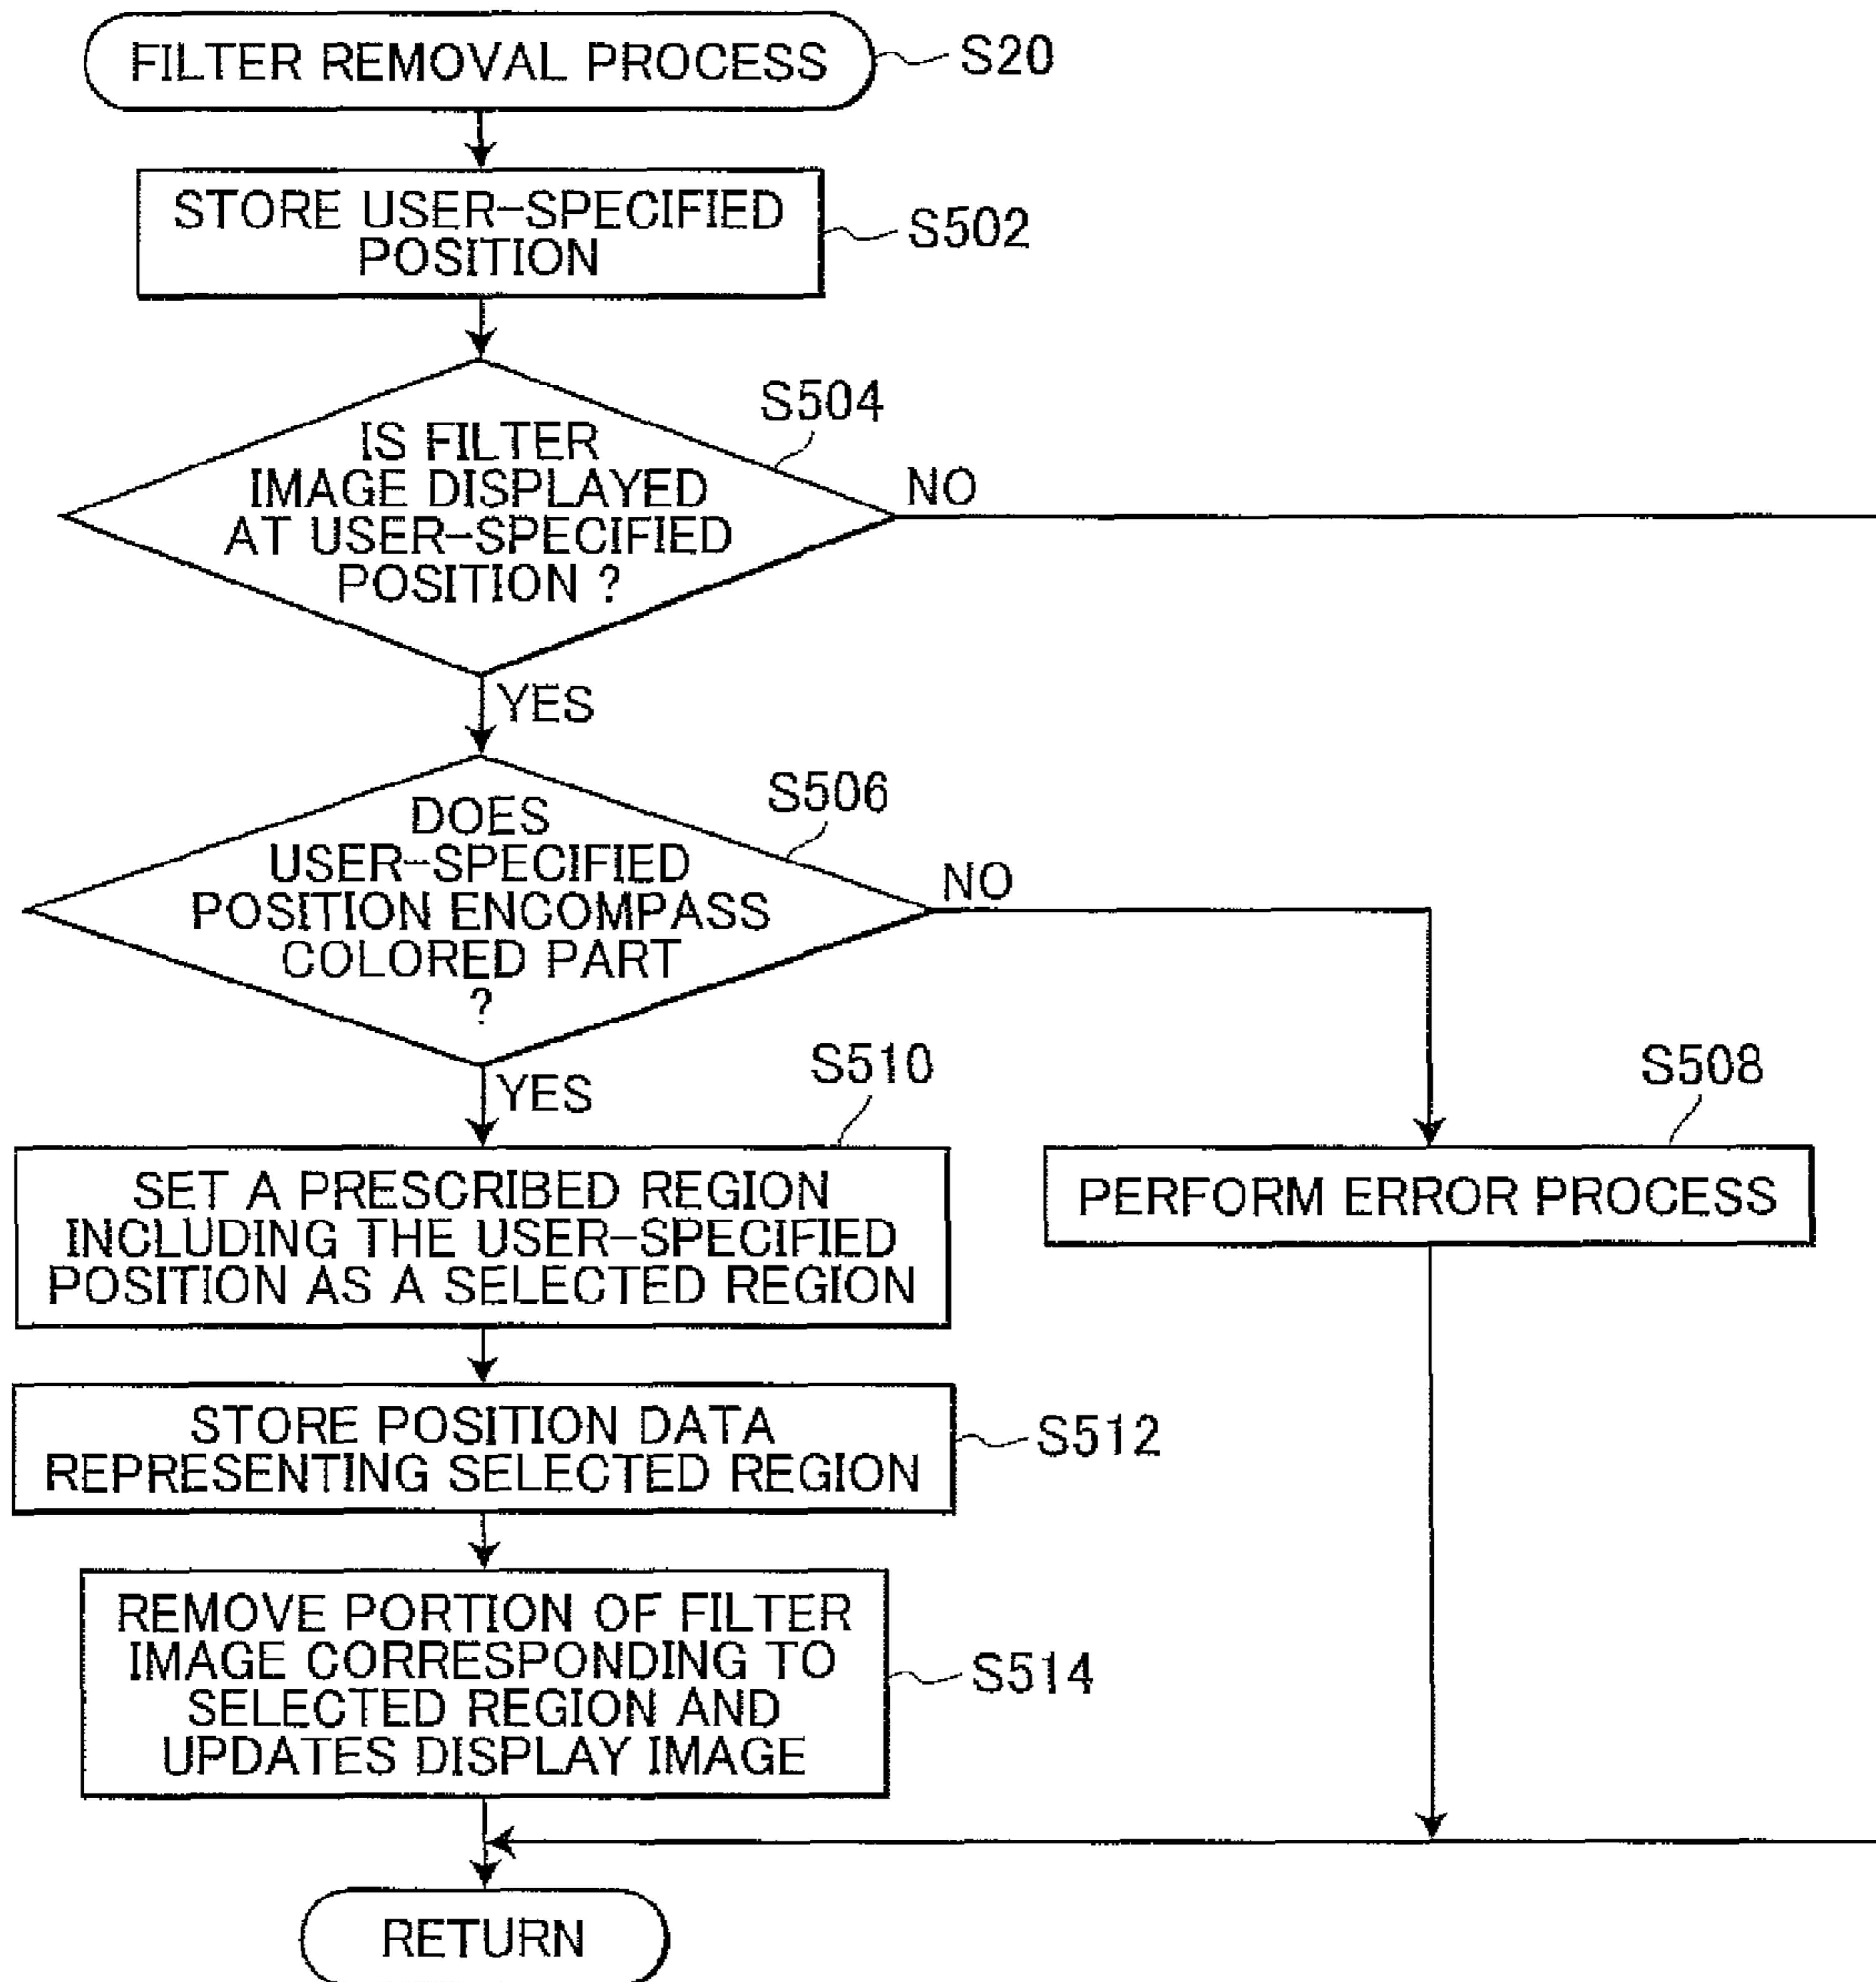 FILTER REMOVAL PROCESS
S20
STORE USER-SPECIFIED
POSITION
S502
S504
IS FILTER
IMAGE DISPLAYED
AT USER-SPECIFIED
POSITION ?
NO
YES
S506
DOES
USER-SPECIFIED
POSITION ENCOMPASS
COLORED PART
?
NO
YES
S510
SET A PRESCRIBED REGION
INCLUDING THE USER-SPECIFIED
POSITION AS A SELECTED REGION
S508
PERFORM ERROR PROCESS
STORE POSITION DATA
REPRESENTING SELECTED REGION
S512
REMOVE PORTION OF FILTER
IMAGE CORRESPONDING TO
SELECTED REGION AND
UPDATES DISPLAY IMAGE
S514
RETURN